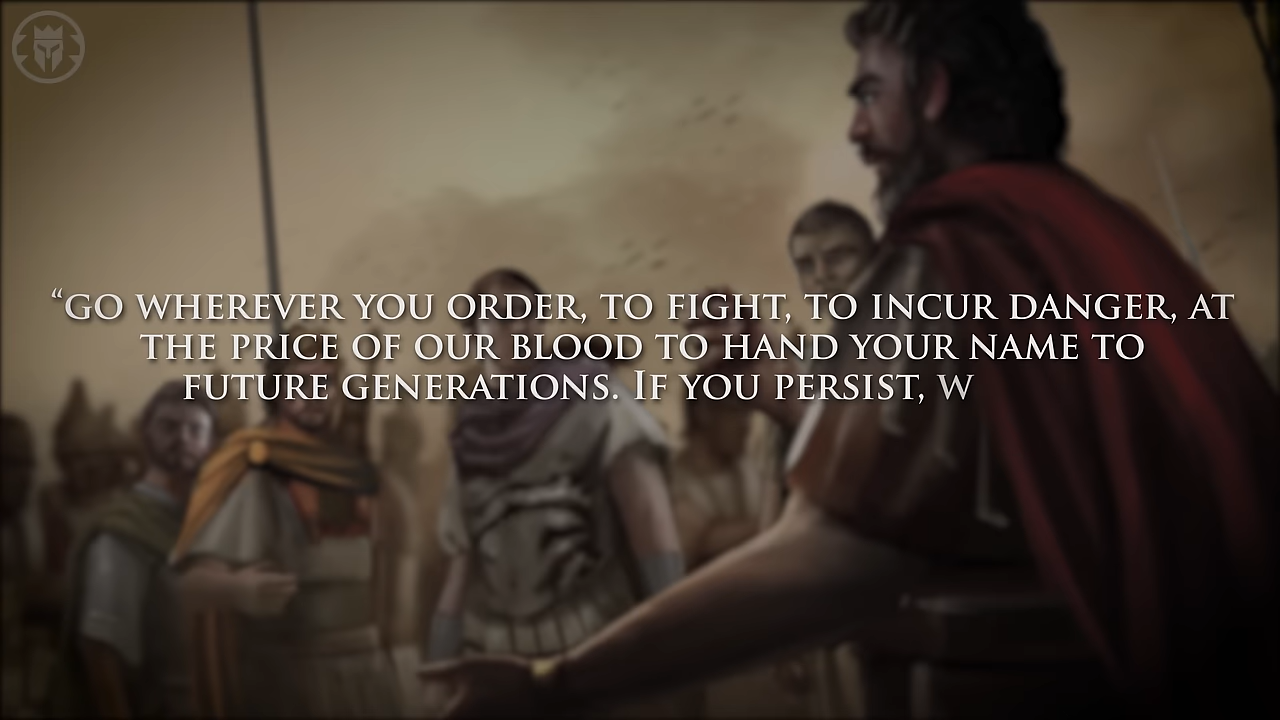 “GO WHEREVER YOU ORDER, TO FIGHT, TO INCUR DANGER, AT
THE PRICE OF OUR BLOOD TO HAND YOUR NAME TO
FUTURE GENERATIONS. IF YOU PERSIST, W